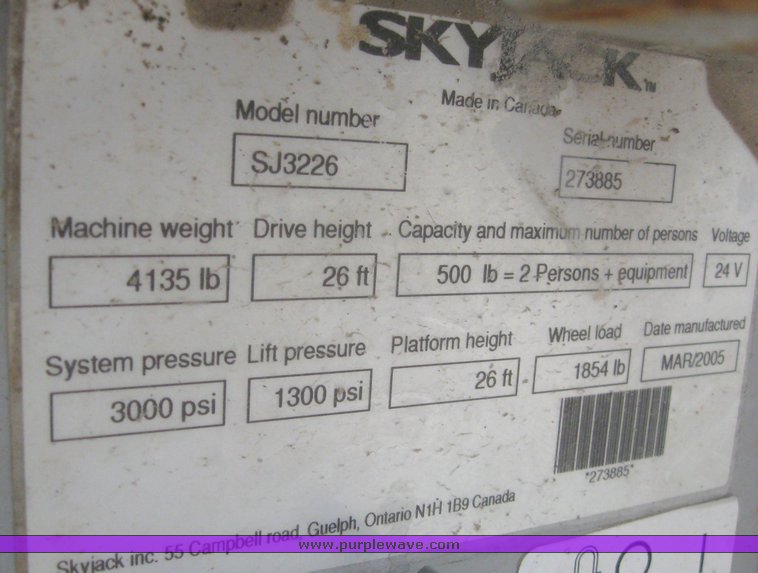 SKYJACK™
Made in Canada
Model number
SJ3226
Serial number
273885
Machine weight Drive height Capacity and maximum number of persons Voltage
4135 lb 26 ft 500 lb = 2 Persons + equipment 24 V
System pressure Lift pressure Platform height Wheel load Date manufactured
3000 psi 1300 psi 26 ft 1854 lb MAR/2005
*273885*
Skyjack inc. 55 Campbell road, Guelph, Ontario N1H 1B9 Canada
www.purplewave.com